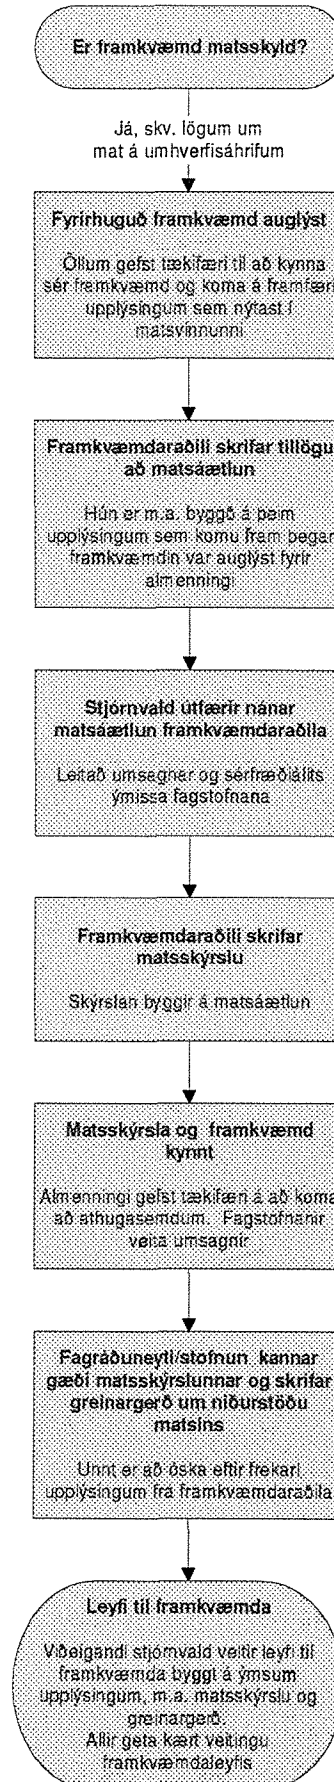 Er framkvæmd matsskyld?
Já, skv. lögum um
mat á umhverfisáhrifum
Fyrirhuguð framkvæmd auglýst
Öllum gefst tækifæri til að kynna
sér framkvæmd og koma á framfæri
upplýsingum sem nýtast í
matsvinnunni
Framkvæmdaraðili skrifar tillögu
að matsáætlun
Hún er m.a. byggð á þeim
upplýsingum sem komu fram þegar
framkvæmdin var auglýst fyrir
almenningi
Stjórnvald útfærir nánar
matsáætlun framkvæmdaraðila
Leitað umsagnar og sérfræðiálits
ýmissa fagstofnana
Framkvæmdaraðili skrifar
matsskýrslu
Skýrslan byggir á matsáætlun
Matsskýrsla og framkvæmd
kynnt
Almenningi gefst tækifæri á að koma
að athugasemdum. Fagstofnanir
veita umsagnir
Fagráðuneyti/stofnun kannar
gæði matsskýrslunnar og skrifar
greinargerð um niðurstöðu
matsins
Unnt er að óska eftir frekari
upplýsingum frá framkvæmdaraðila
Leyfi til framkvæmda
Viðeigandi stjórnvald veitir leyfi til
framkvæmda byggt á ýmsum
upplýsingum, m.a. matsskýrslu og
greinargerð.
Allir geta kært veitingu
framkvæmdaleyfis